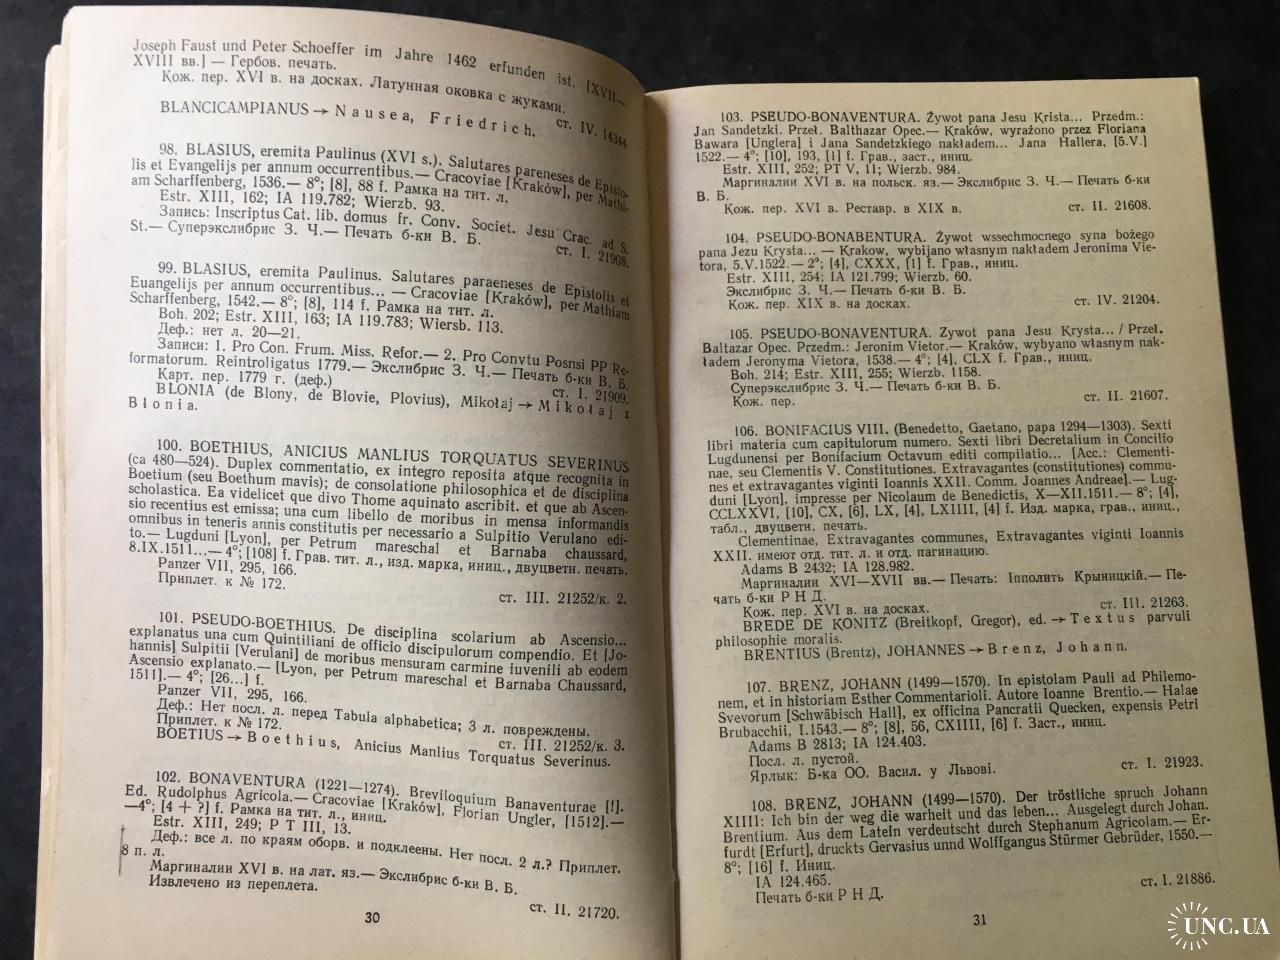 Joseph Faust und Peter Schoeffer im Jahre 1462 erfunden ist. [XVII—
XVIII вв.] — Гербов. печать.
Кож. пер. XVI в. на досках. Латунная оковка с жуками.
ст. IV. 14344.
BLANCICAMPIANUS → Nausea, Friedrich.
98. BLASIUS, eremita Paulinus (XVI s.). Salutares pareneses de Episto-
lis et Evangelijs per annum occurrentibus.— Cracoviae [Kraków], per Mathi-
am Scharffenberg, 1536.— 8°; [8], 88 f. Рамка на тит. л.
Estr. XIII, 162; IA 119.782; Wierzb. 93.
Запись: Inscriptus Cat. lib. domus fr. Conv. Societ. Jesu Crac. ad S.
St.— Суперэкслибрис З. Ч.— Печать б-ки В. Б.
ст. I. 21908.
99. BLASIUS, eremita Paulinus. Salutares paraeneses de Epistolis et
Euangelijs per annum occurrentibus... — Cracoviae [Kraków], per Mathiam
Scharffenberg, 1542.— 8°; [8], 114 f. Рамка на тит. л.
Boh. 202; Estr. XIII, 163; IA 119.783; Wiersb. 113.
Деф.: нет л. 20—21.
Записи: 1. Pro Con. Frum. Miss. Refor.— 2. Pro Convtu Posnsi PP Re-
formatorum. Reintroligatus 1779.— Экслибрис З. Ч.— Печать б-ки В. Б.
Карт. пер. 1779 г. (деф.)
ст. I. 21909.
BLONIA (de Blony, de Blovie, Plovius), Mikołaj → Mikołaj z
Błonia.
100. BOETHIUS, ANICIUS MANLIUS TORQUATUS SEVERINUS
(ca 480—524). Duplex commentatio, ex integro reposita atque recognita in
Boetium (seu Boethum mavis); de consolatione philosophica et de disciplina
scholastica. Ea videlicet que divo Thome aquinato ascribit. et que ab Ascen-
sio recentius est emissa; una cum libello de moribus in mensa informandis
omnibus in teneris annis constitutis per necessario a Sulpitio Verulano edi-
to.— Lugduni [Lyon], per Petrum mareschal et Barnaba chaussard,
8.IX.1511...— 4°; [108] f. Грав. тит. л., изд. марка, иниц., двуцветн. печать.
Panzer VII, 295, 166.
Приплет. к № 172.
ст. III. 21252/к. 2.
101. PSEUDO-BOETHIUS. De disciplina scolarium ab Ascensio...
explanatus una cum Quintiliani de officio discipulorum compendio. Et [Jo-
hannis] Sulpitii [Verulani] de moribus mensuram carmine iuvenili ab eodem
Ascensio explanato.— [Lyon, per Petrum mareschal et Barnaba Chaussard,
1511].— 4°; [26...] f.
Panzer VII, 295, 166.
Деф.: Нет посл. л. перед Tabula alphabetica; 3 л. повреждены.
Приплет. к № 172.
ст. III. 21252/к. 3.
BOETIUS → Boethius, Anicius Manlius Torquatus Severinus.
102. BONAVENTURA (1221—1274). Breviloquium Banaventurae [!].
Ed. Rudolphus Agricola.— Cracoviae [Kraków], Florian Ungler, [1512].—
—4°; [4 + ?] f. Рамка на тит. л., иниц.
Estr. XIII, 249; P T III, 13.
Деф.: все л. по краям оборв. и подклеены. Нет посл. 2 л.? Приплет.
8 п. л.
Маргиналии XVI в. на лат. яз.— Экслибрис б-ки В. Б.
Извлечено из переплета.
ст. II. 21720.
30
103. PSEUDO-BONAVENTURA. Żywot pana Jesu Krista... Przedm.:
Jan Sandetzki. Przeł. Balthazar Opec.— Kraków, wyrażono przez Floriana
Bawara [Unglera] i Jana Sandetzkiego nakładem... Jana Hallera, [5.V.]
1522.— 4°; [10], 193, [1] f. Грав., заст., иниц.
Estr. XIII, 252; PT V, 11; Wierzb. 984.
Маргиналии XVI в. на польск. яз.— Экслибрис З. Ч.— Печать б-ки
В. Б.
Кож. пер. XVI в. Реставр. в XIX в.
ст. II. 21608.
104. PSEUDO-BONABENTURA. Żywot wssechmocnego syna bożego
pana Jezu Krysta... — Krakow, wybijano własnym nakładem Jeronima Vie-
tora, 5.V.1522.— 2°; [4], CXXX, [1] f. Грав., иниц.
Estr. XIII, 254; IA 121.799; Wierzb. 60.
Экслибрис З. Ч.— Печать б-ки В. Б.
Кож. пер. XIX в. на досках.
ст. IV. 21204.
105. PSEUDO-BONAVENTURA. Zywot pana Jesu Krysta... / Przeł.
Baltazar Opec. Przedm.: Jeronim Vietor.— Kraków, wybyano własnym nak-
ładem Jeronyma Vietora, 1538.— 4°; [4], CLX f. Грав., иниц.
Boh. 214; Estr. XIII, 255; Wierzb. 1158.
Суперэкслибрис З. Ч.— Печать б-ки В. Б.
Кож. пер.
ст. II. 21607.
106. BONIFACIUS VIII. (Benedetto, Gaetano, papa 1294—1303). Sexti
libri materia cum capitulorum numero. Sexti libri Decretalium in Concilio
Lugdunensi per Bonifacium Octavum editi compilatio... [Acc.: Clementi-
nae, seu Clementis V. Constitutiones. Extravagantes (constitutiones) commu-
nes et extravagantes viginti Ioannis XXII. Comm. Joannes Andreae].— Lug-
duni [Lyon], impresse per Nicolaum de Benedictis, X—XII.1511.— 8°; [4],
CCLXXVI, [10], CX, [6], LX, [4], LXIIII, [4] f. Изд. марка, грав., иниц.,
табл., двуцветн. печать.
Clementinae, Extravagantes communes, Extravagantes viginti Ioannis
XXII. имеют отд. тит. л. и отд. пагинацию.
Adams B 2432; IA 128.982.
Маргиналии XVI—XVII вв.— Печать: Іпполить Крыницкій.— Пе-
чать б-ки Р Н Д.
Кож. пер. XVI в. на досках.
ст. III. 21263.
BREDE DE KONITZ (Breitkopf, Gregor), ed. → Textus parvuli
philosophie moralis.
BRENTIUS (Brentz), JOHANNES → Brenz, Johann.
107. BRENZ, JOHANN (1499—1570). In epistolam Pauli ad Philemo-
nem, et in historiam Esther Commentarioli. Autore Ioanne Brentio.— Halae
Svevorum [Schwäbisch Hall], ex officina Pancratii Quecken, expensis Petri
Brubacchii, I.1543.— 8°; [8], 56, CXIIII, [6] f. Заст., иниц.
Adams B 2813; IA 124.403.
Посл. л. пустой.
Ярлык: Б-ка ОО. Васил. у Львові.
ст. I. 21923.
108. BRENZ, JOHANN (1499—1570). Der tröstliche spruch Johann
XIIII: Ich bin der weg die warheit und das leben... Ausgelegt durch Johan.
Brentium. Aus dem Latein verdeutscht durch Stephanum Agricolam.— Er-
furdt [Erfurt], druckts Gervasius unnd Wolffgangus Stürmer Gebrüder, 1550.—
8°; [16] f. Иниц.
IA 124.465.
Печать б-ки Р Н Д.
ст. I. 21886.
31
UNC.UA